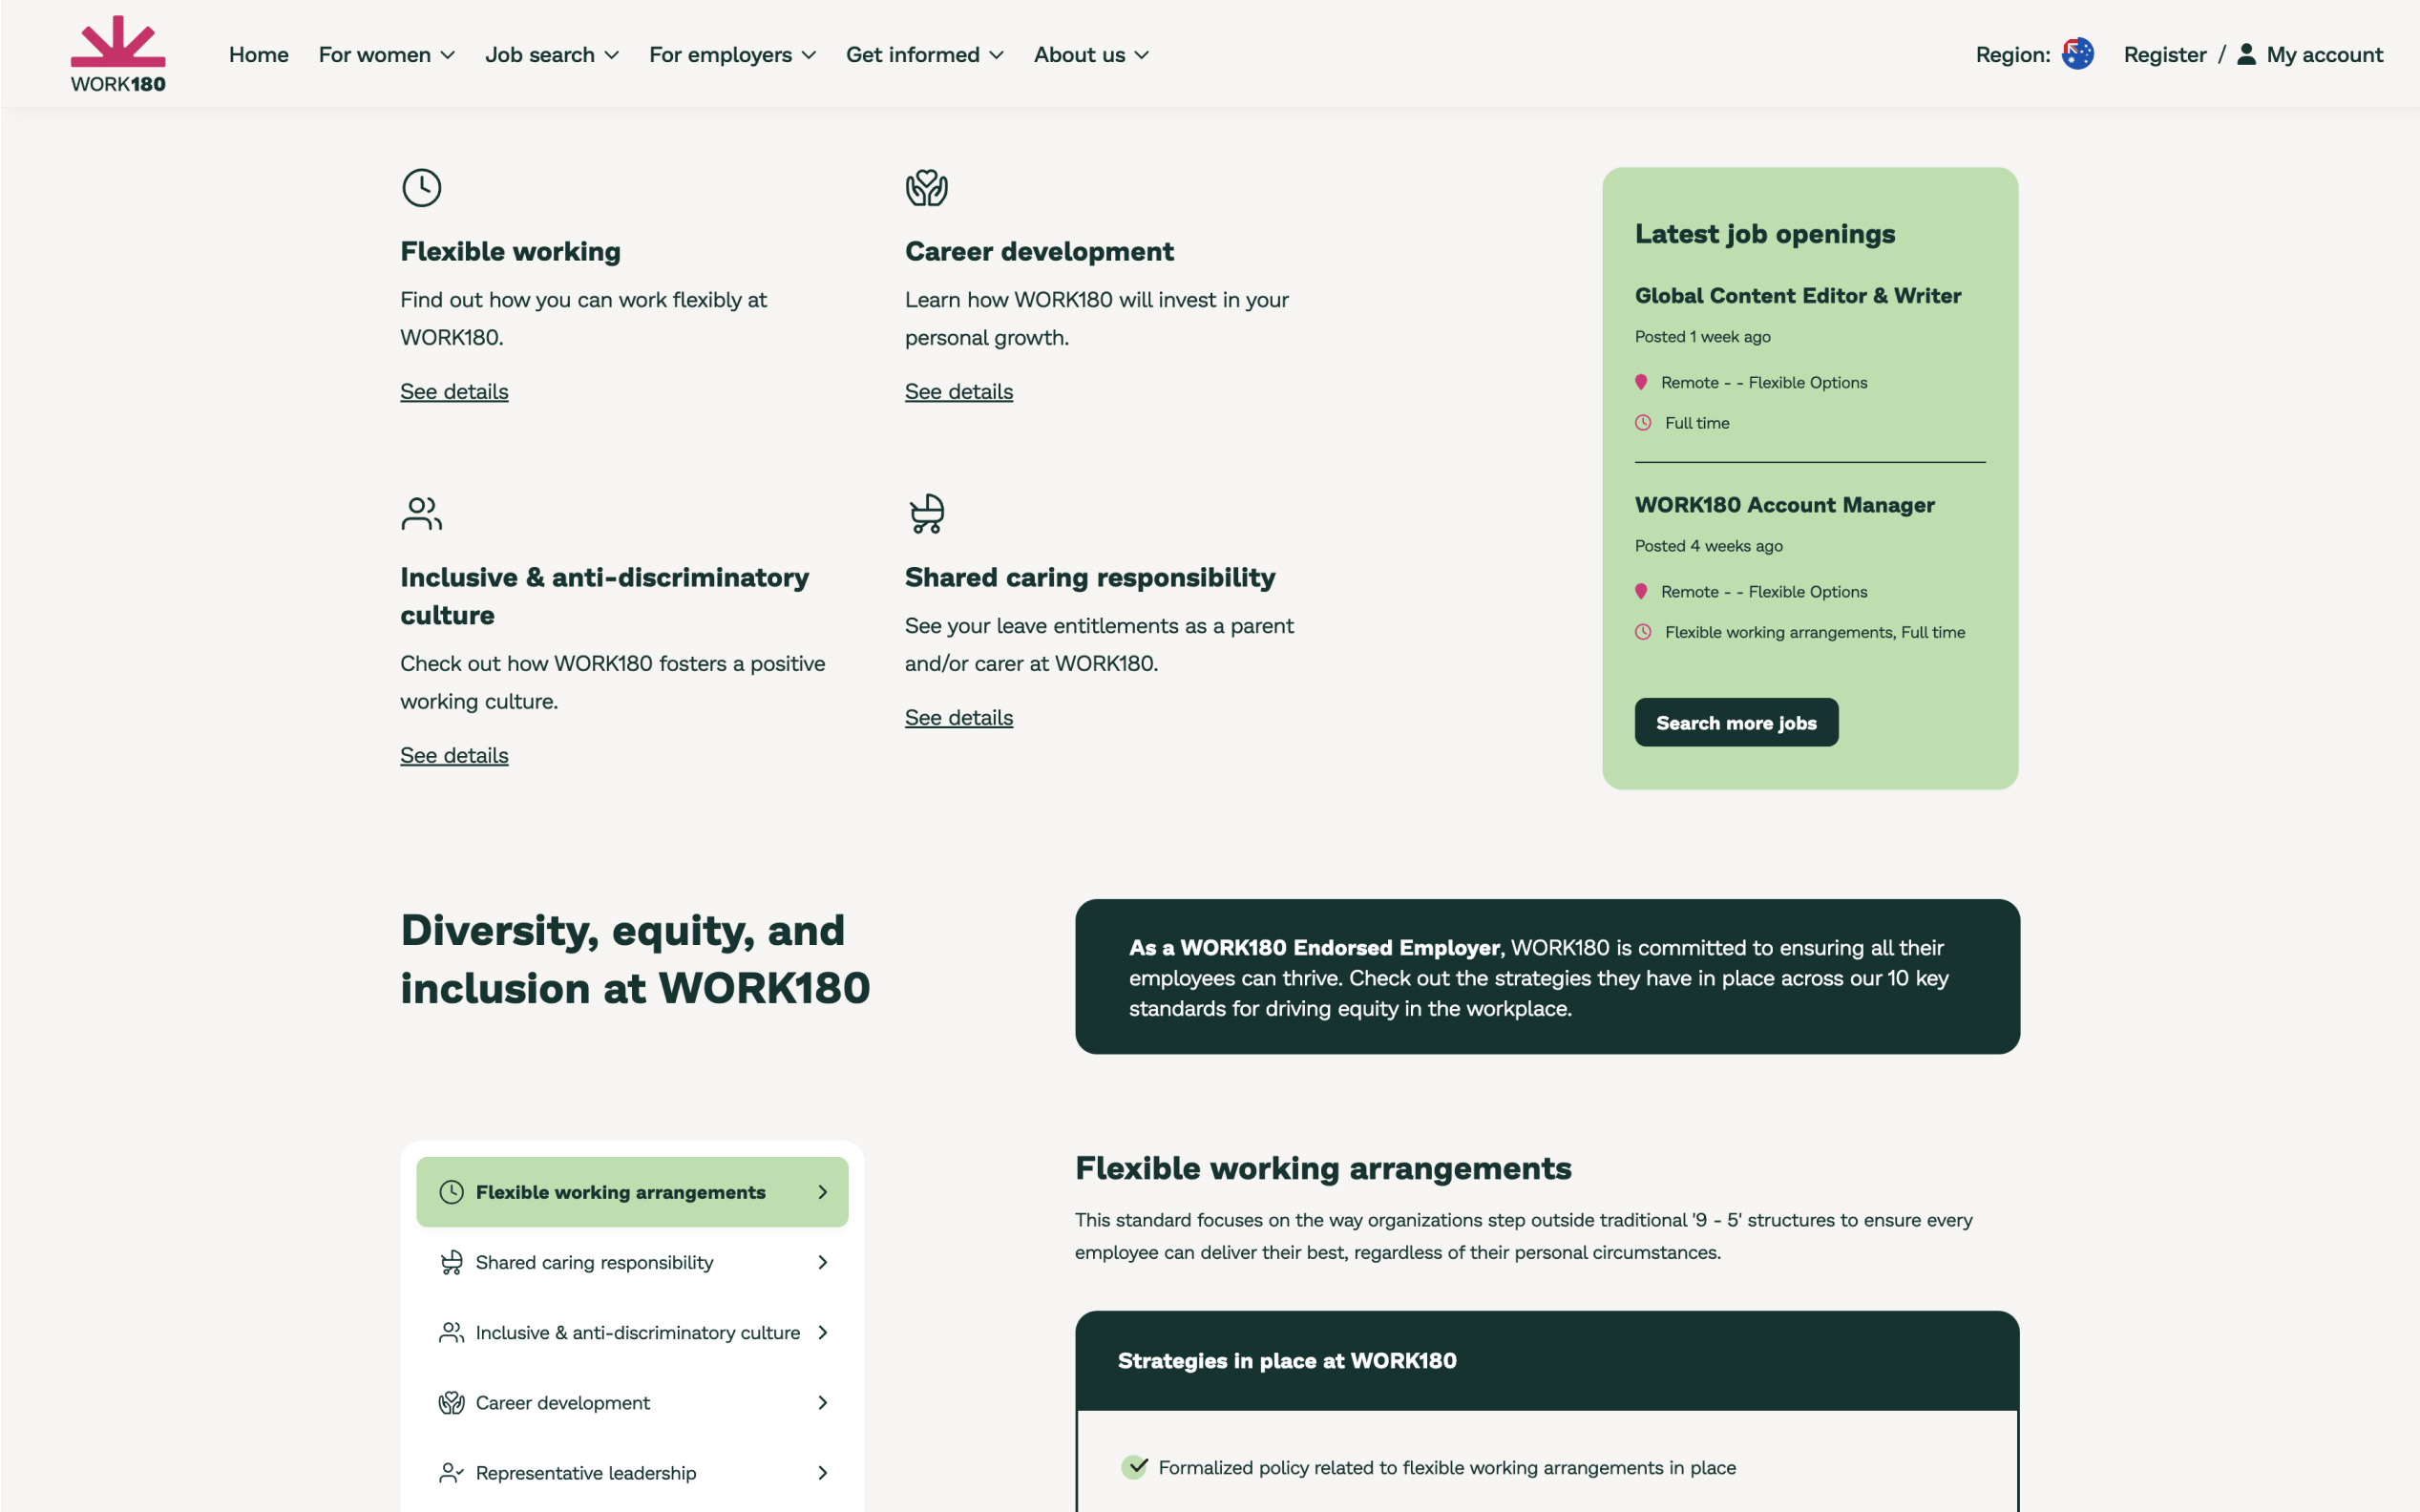 WORK180
Home
For women
Job search
For employers
Get informed
About us
Region:
Register / My account
Flexible working
Find out how you can work flexibly at
WORK180.
See details
Career development
Learn how WORK180 will invest in your
personal growth.
See details
Inclusive & anti-discriminatory
culture
Check out how WORK180 fosters a positive
working culture.
See details
Shared caring responsibility
See your leave entitlements as a parent
and/or carer at WORK180.
See details
Latest job openings
Global Content Editor & Writer
Posted 1 week ago
Remote - - Flexible Options
Full time
WORK180 Account Manager
Posted 4 weeks ago
Remote - - Flexible Options
Flexible working arrangements, Full time
Search more jobs
Diversity, equity, and
inclusion at WORK180
As a WORK180 Endorsed Employer, WORK180 is committed to ensuring all their
employees can thrive. Check out the strategies they have in place across our 10 key
standards for driving equity in the workplace.
Flexible working arrangements
Shared caring responsibility
Inclusive & anti-discriminatory culture
Career development
Representative leadership
Flexible working arrangements
This standard focuses on the way organizations step outside traditional '9 - 5' structures to ensure every
employee can deliver their best, regardless of their personal circumstances.
Strategies in place at WORK180
Formalized policy related to flexible working arrangements in place